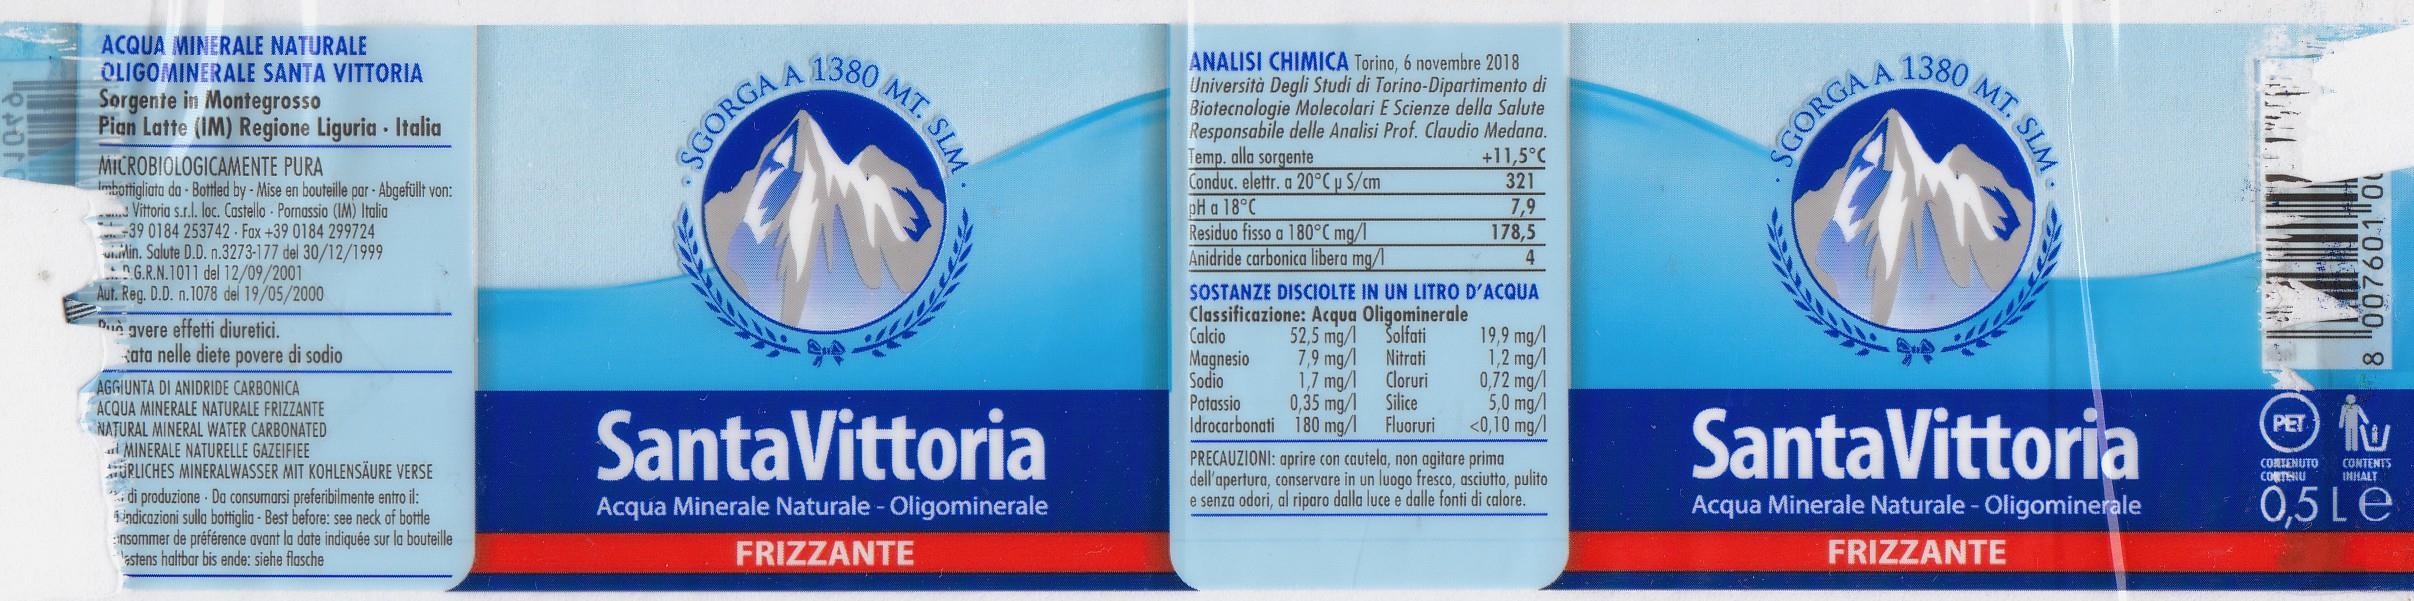 ACQUA MINERALE NATURALE
OLIGOMINERALE SANTA VITTORIA
Sorgente in Montegrosso
Pian Latte (IM) Regione Liguria - Italia
MICROBIOLOGICAMENTE PURA
Imbottigliata da - Bottled by - Mise en bouteille par - Abgefüllt von:
Vittoria s.r.l. loc. Castello - Pornassio (IM) Italia
+39 0184 253742 - Fax +39 0184 299724
Min. Salute D.D. n.3273-177 del 30/12/1999
G.R.N.1011 del 12/09/2001
Aut. Reg. D.D. n.1078 del 19/05/2000
Può avere effetti diuretici.
nelle diete povere di sodio
AGGIUNTA DI ANIDRIDE CARBONICA
ACQUA MINERALE NATURALE FRIZZANTE
NATURAL MINERAL WATER CARBONATED
MINERALE NATURELLE GAZEIFIEE
MINERALWASSER MIT KOHLENSÄURE VERSE
di produzione - Da consumarsi preferibilmente entro il:
indicazioni sulla bottiglia - Best before: see neck of bottle
de préférence avant la date indiquée sur la bouteille
haltbar bis ende: siehe flasche
· SGORGA A 1380 MT. SLM ·
SantaVittoria
Acqua Minerale Naturale - Oligominerale
FRIZZANTE
ANALISI CHIMICA Torino, 6 novembre 2018
Università Degli Studi di Torino-Dipartimento di
Biotecnologie Molecolari E Scienze della Salute
Responsabile delle Analisi Prof. Claudio Medana.
Temp. alla sorgente +11,5°C
Conduc. elettr. a 20°C µ S/cm 321
pH a 18°C 7,9
Residuo fisso a 180°C mg/l 178,5
Anidride carbonica libera mg/l 4
SOSTANZE DISCIOLTE IN UN LITRO D'ACQUA
Classificazione: Acqua Oligominerale
Calcio 52,5 mg/l Solfati 19,9 mg/l
Magnesio 7,9 mg/l Nitrati 1,2 mg/l
Sodio 1,7 mg/l Cloruri 0,72 mg/l
Potassio 0,35 mg/l Silice 5,0 mg/l
Idrocarbonati 180 mg/l Fluoruri <0,10 mg/l
PRECAUZIONI: aprire con cautela, non agitare prima
dell'apertura, conservare in un luogo fresco, asciutto, pulito
e senza odori, al riparo dalla luce e dalle fonti di calore.
· SGORGA A 1380 MT. SLM ·
SantaVittoria
Acqua Minerale Naturale - Oligominerale
FRIZZANTE
8 007601 0
PET
CONTENUTO CONTENTS
CONTENU INHALT
0,5 L e